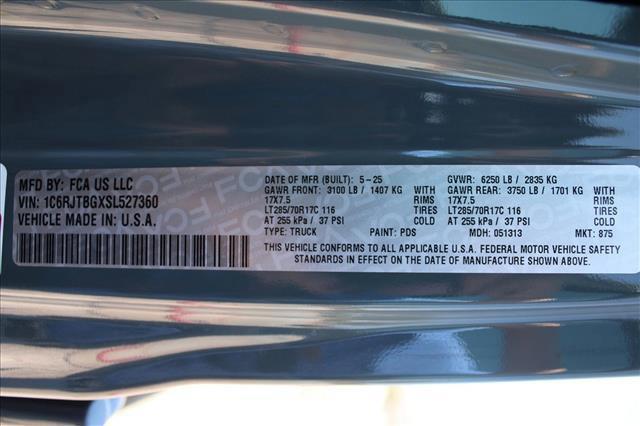 MFD BY: FCA US LLC
VIN: 1C6RJTBGXSL527360
VEHICLE MADE IN U.S.A.
DATE OF MFR (BUILT): 5-25
GAWR FRONT: 3100 LB / 1407 KG WITH
17X7.5 RIMS
LT285/70R17C 116 TIRES
AT 255 kPa / 37 PSI COLD
TYPE: TRUCK PAINT: PDS
GVWR: 6250 LB / 2835 KG
GAWR REAR: 3750 LB / 1701 KG WITH
17X7.5 RIMS
LT285/70R17C 116 TIRES
AT 255 kPa / 37 PSI COLD
MDH: 051313 MKT: 875
THIS VEHICLE CONFORMS TO ALL APPLICABLE U.S.A. FEDERAL MOTOR VEHICLE SAFETY
STANDARDS IN EFFECT ON THE DATE OF MANUFACTURE SHOWN ABOVE.